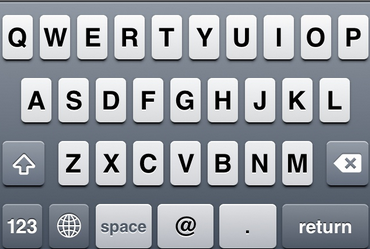 Q W E R T Y U I O P
A S D F G H J K L
Z X C V B N M
123 space @ . return